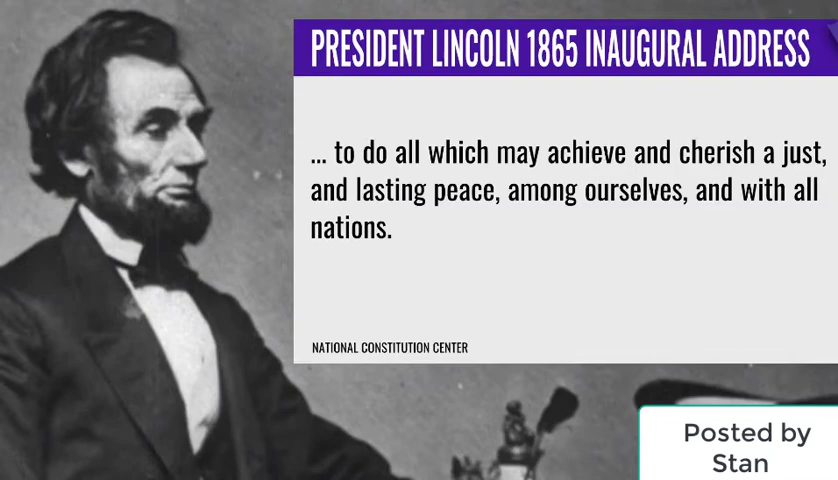 PRESIDENT LINCOLN 1865 INAUGURAL ADDRESS
... to do all which may achieve and cherish a just,
and lasting peace, among ourselves, and with all
nations.
NATIONAL CONSTITUTION CENTER
Posted by
Stan